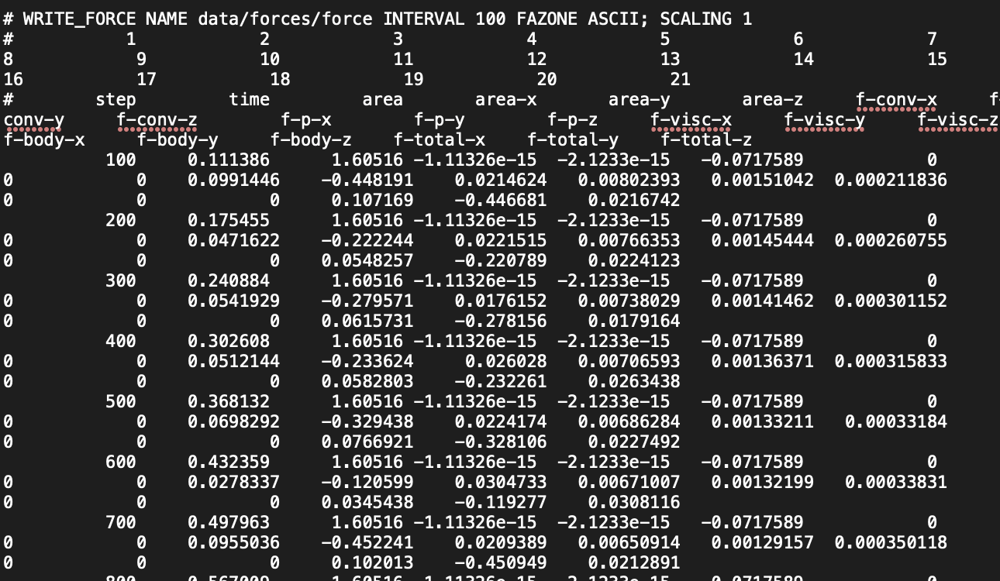 # WRITE_FORCE NAME data/forces/force INTERVAL 100 FAZONE ASCII; SCALING 1
# 1 2 3 4 5 6 7
8 9 10 11 12 13 14 15
16 17 18 19 20 21
# step time area area-x area-y area-z f-conv-x f-
conv-y f-conv-z f-p-x f-p-y f-p-z f-visc-x f-visc-y f-visc-z
f-body-x f-body-y f-body-z f-total-x f-total-y f-total-z
100 0.111386 1.60516 -1.11326e-15 -2.1233e-15 -0.0717589 0
0 0 0.0991446 -0.448191 0.0214624 0.00802393 0.00151042 0.000211836
0 0 0 0.107169 -0.446681 0.0216742
200 0.175455 1.60516 -1.11326e-15 -2.1233e-15 -0.0717589 0
0 0 0.0471622 -0.222244 0.0221515 0.00766353 0.00145444 0.000260755
0 0 0 0.0548257 -0.220789 0.0224123
300 0.240884 1.60516 -1.11326e-15 -2.1233e-15 -0.0717589 0
0 0 0.0541929 -0.279571 0.0176152 0.00738029 0.00141462 0.000301152
0 0 0 0.0615731 -0.278156 0.0179164
400 0.302608 1.60516 -1.11326e-15 -2.1233e-15 -0.0717589 0
0 0 0.0512144 -0.233624 0.026028 0.00706593 0.00136371 0.000315833
0 0 0 0.0582803 -0.232261 0.0263438
500 0.368132 1.60516 -1.11326e-15 -2.1233e-15 -0.0717589 0
0 0 0.0698292 -0.329438 0.0224174 0.00686284 0.00133211 0.00033184
0 0 0 0.0766921 -0.328106 0.0227492
600 0.432359 1.60516 -1.11326e-15 -2.1233e-15 -0.0717589 0
0 0 0.0278337 -0.120599 0.0304733 0.00671007 0.00132199 0.00033831
0 0 0 0.0345438 -0.119277 0.0308116
700 0.497963 1.60516 -1.11326e-15 -2.1233e-15 -0.0717589 0
0 0 0.0955036 -0.452241 0.0209389 0.00650914 0.00129157 0.000350118
0 0 0 0.102013 -0.450949 0.0212891
800 0.567009 1.60516 -1.11326e-15 -2.1233e-15 -0.0717589 0